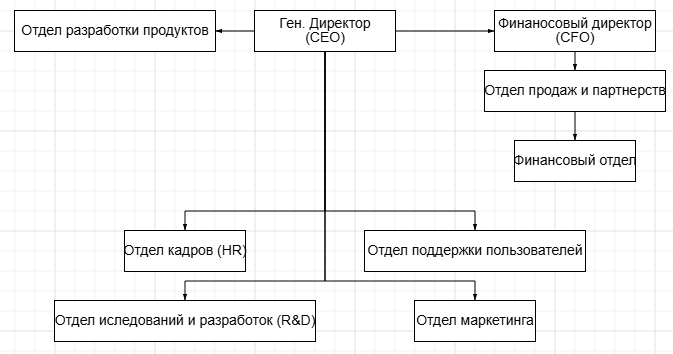 Отдел разработки продуктов
Ген. Директор
(CEO)
Финаносовый директор
(CFO)
Отдел продаж и партнерств
Финансовый отдел
Отдел кадров (HR)
Отдел поддержки пользователей
Отдел иследований и разработок (R&D)
Отдел маркетинга